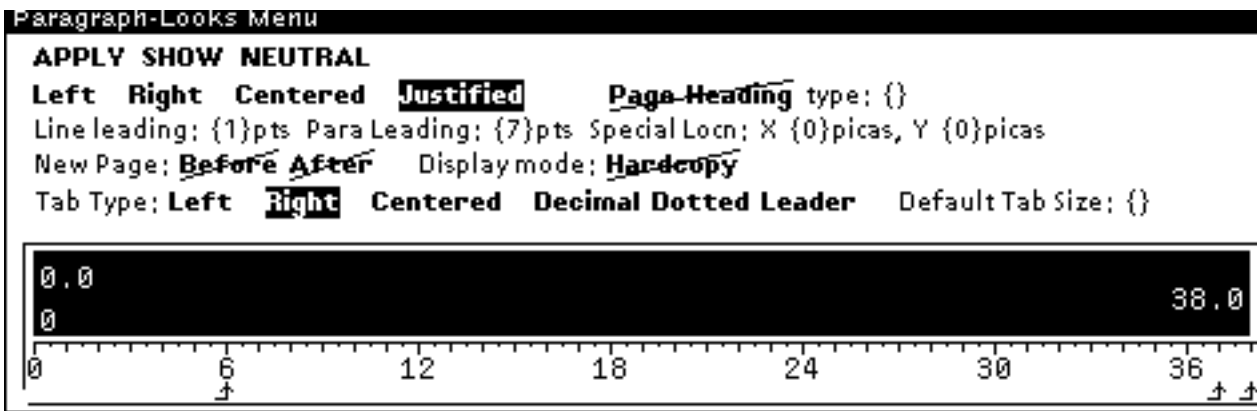 Paragraph-Looks Menu
APPLY SHOW NEUTRAL
Left Right Centered Justified Page-Heading type: {}
Line leading: {1}pts Para Leading: {7}pts Special Locn: X {0}picas, Y {0}picas
New Page: Before After Display mode: Hardcopy
Tab Type: Left Right Centered Decimal Dotted Leader Default Tab Size: {}
0.0
38.0
0
0 6 12 18 24 30 36